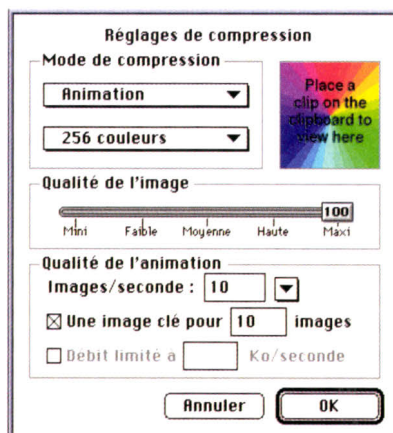 Réglages de compression
Mode de compression
Animation
256 couleurs
Place a
clip on the
clipboard to
view here
Qualité de l'image
100
Mini Faible Moyenne Haute Maxi
Qualité de l'animation
Images/seconde : 10
Une image clé pour 10 images
Débit limité à Ko/seconde
Annuler OK